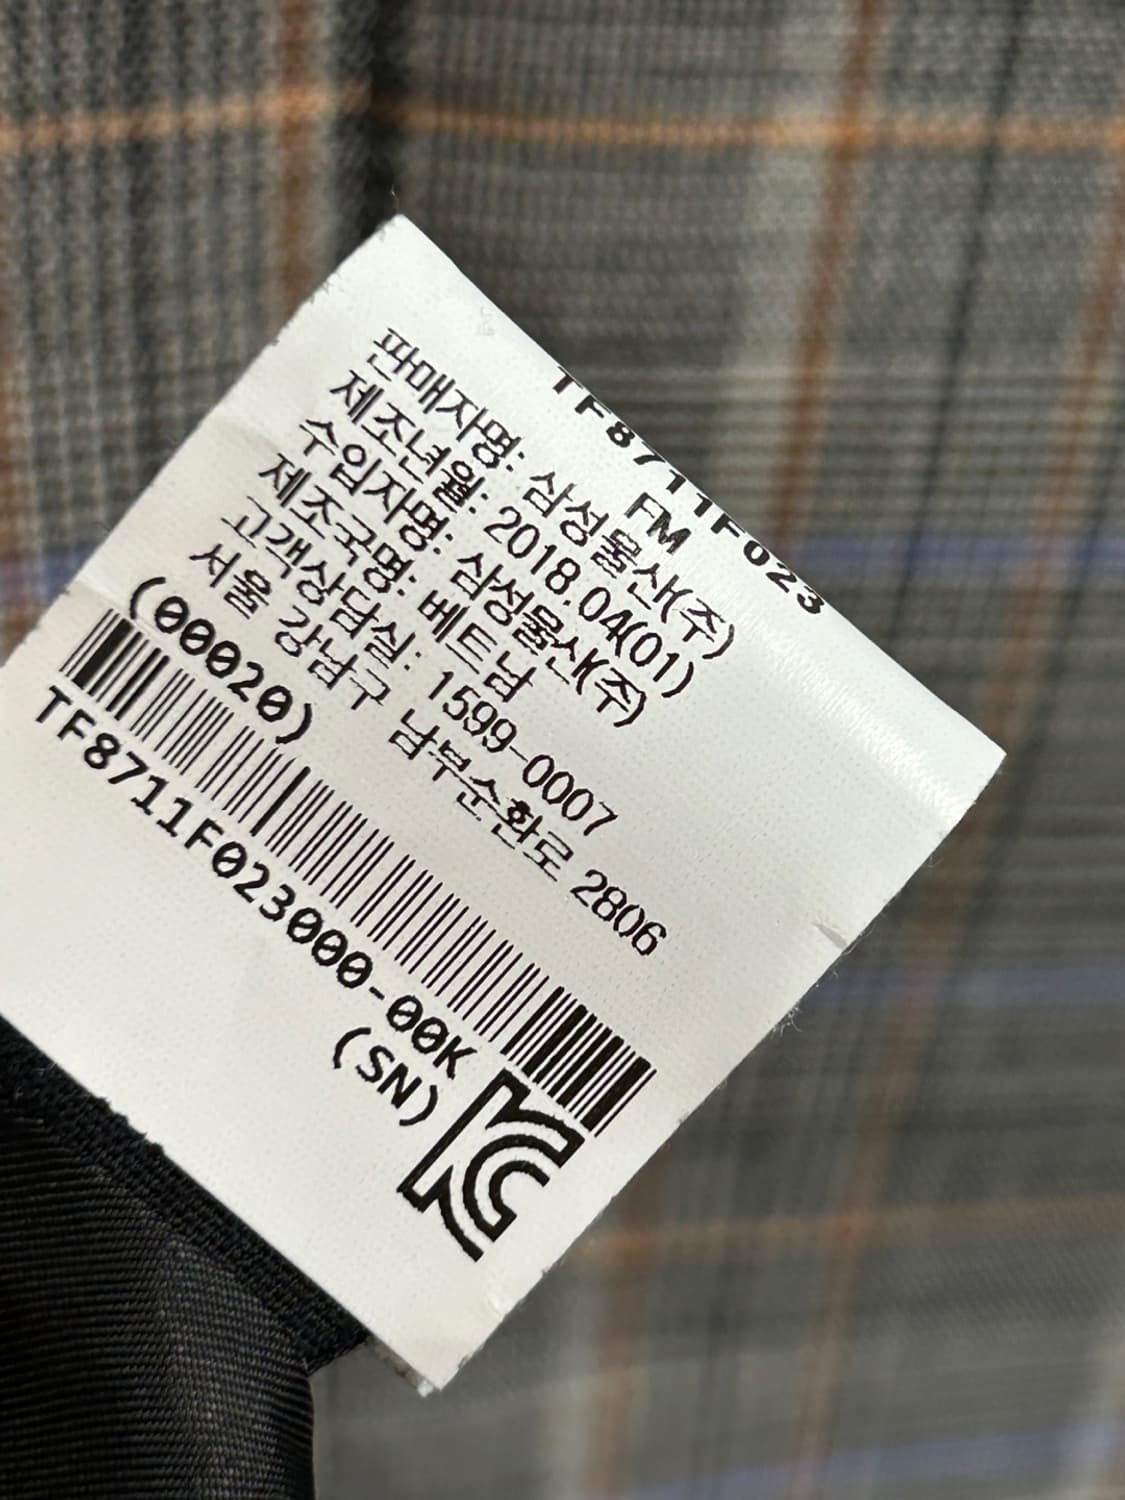 TF8711F023
FM
판매자명: 삼성물산(주)
제조년월: 2018.04(01)
수입자명: 삼성물산(주)
제조국명: 베트남
고객상담실: 1599-0007
서울 강남구 남부순환로 2806
(00020)
TF8711F023000-00K
(SN)
KC